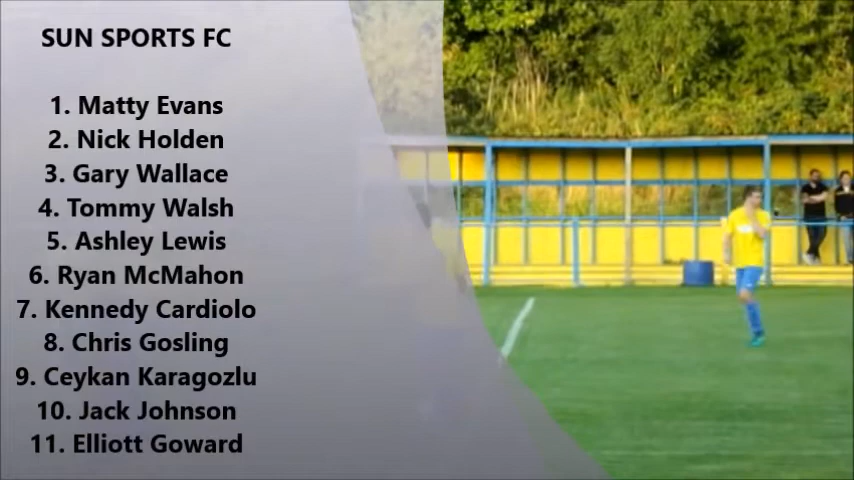 SUN SPORTS FC
1. Matty Evans
2. Nick Holden
3. Gary Wallace
4. Tommy Walsh
5. Ashley Lewis
6. Ryan McMahon
7. Kennedy Cardiolo
8. Chris Gosling
9. Ceykan Karagozlu
10. Jack Johnson
11. Elliott Goward